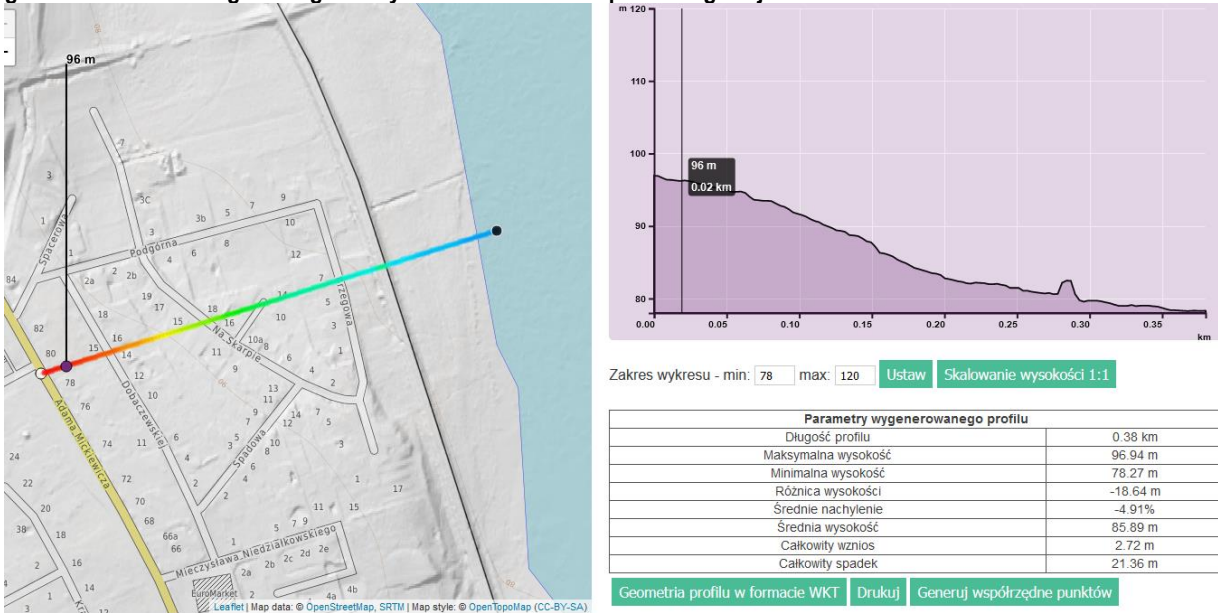 96 m
7
3
3C
9
7
5
3b
10
1
3
8
Spacerowa
Podgórna
6
4
12
1
84
2
2b
2a
7
19
14
5
17
18
18
10
82
15
16
3
16
Na Skarpie
80
15
14
10a
8
11
6
1
78
12
9
4
10
2
76
Dobaczewskiej
13
11
12
14
7
9
74
11
6
5
5
3
10
3
8
24
Adama Mickiewicza
4
Spadowa
6
22
72
2
4
1
20
70
2
17
38
18
68
11
15
66a
7
9
5
66
1
Mieczysława Niedziałkowskiego
16
2d
2e
2c
2b
2a
2
14
EuroMarket
4b
4a
Leaflet | Map data: © OpenStreetMap, SRTM | Map style: © OpenTopoMap (CC-BY-SA)
m 120
110
100
96 m
0.02 km
90
80
0.00 0.05 0.10 0.15 0.20 0.25 0.30 0.35
km
Zakres wykresu - min: 78 max: 120 Ustaw Skalowanie wysokości 1:1
Parametry wygenerowanego profilu
Długość profilu 0.38 km
Maksymalna wysokość 96.94 m
Minimalna wysokość 78.27 m
Różnica wysokości -18.64 m
Średnie nachylenie -4.91%
Średnia wysokość 85.89 m
Całkowity wznios 2.72 m
Całkowity spadek 21.36 m
Geometria profilu w formacie WKT Drukuj Generuj współrzędne punktów